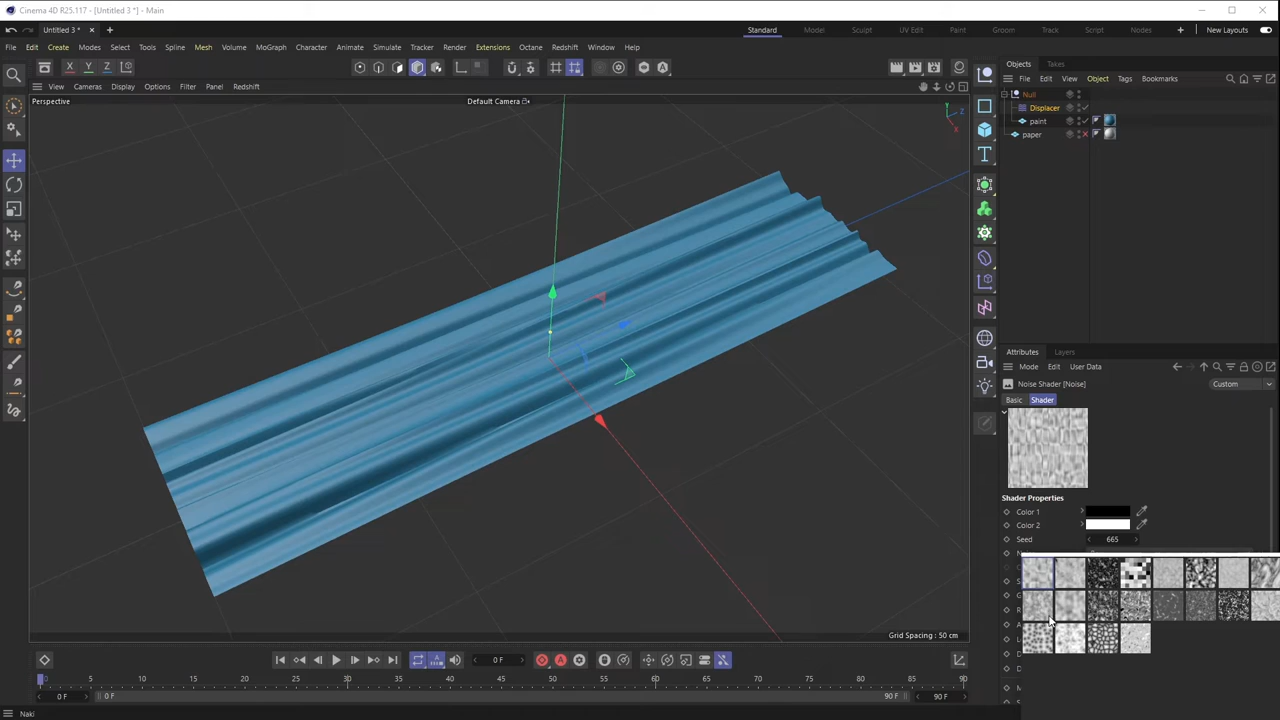 Cinema 4D R25.117 - [Untitled 3 *] - Main
Untitled 3 *
Standard Model Sculpt UV Edit Paint Groom Track Script Nodes New Layouts
File Edit Create Modes Select Tools Spline Mesh Volume MoGraph Character Animate Simulate Tracker Render Extensions Octane Redshift Window Help
X Y Z
Objects Takes
File Edit View Object Tags Bookmarks
View Cameras Display Options Filter Panel Redshift
Perspective
Default Camera
Y
Z
X
Null
Displacer
paint
paper
Attributes Layers
Mode Edit User Data
Noise Shader [Noise]
Custom
Basic Shader
Shader Properties
Color 1
Color 2
Seed 665
Grid Spacing : 50 cm
0 F
0 5 10 15 20 25 30 35 40 45 50 55 60 65 70 75 80 85 90
0 F 0 F 90 F 90 F
Naki